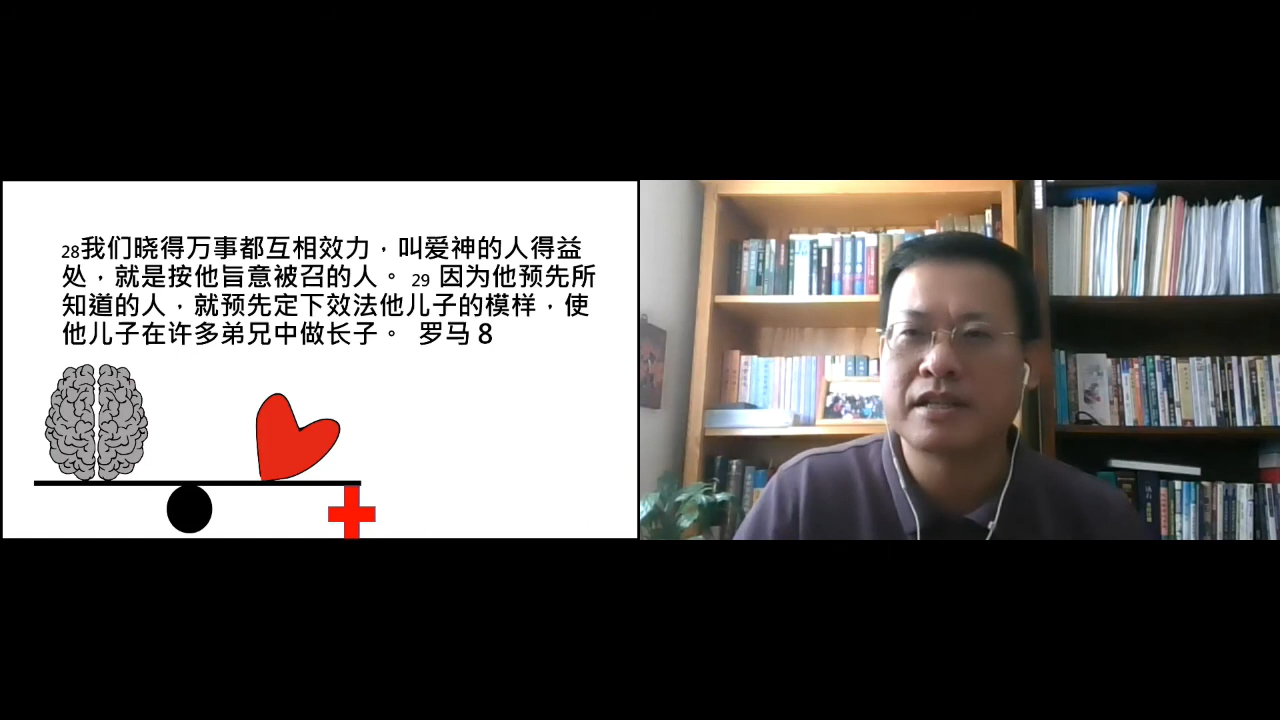 28我们晓得万事都互相效力，叫爱神的人得益
处，就是按他旨意被召的人。 29 因为他预先所
知道的人，就预先定下效法他儿子的模样，使
他儿子在许多弟兄中做长子。 罗马 8